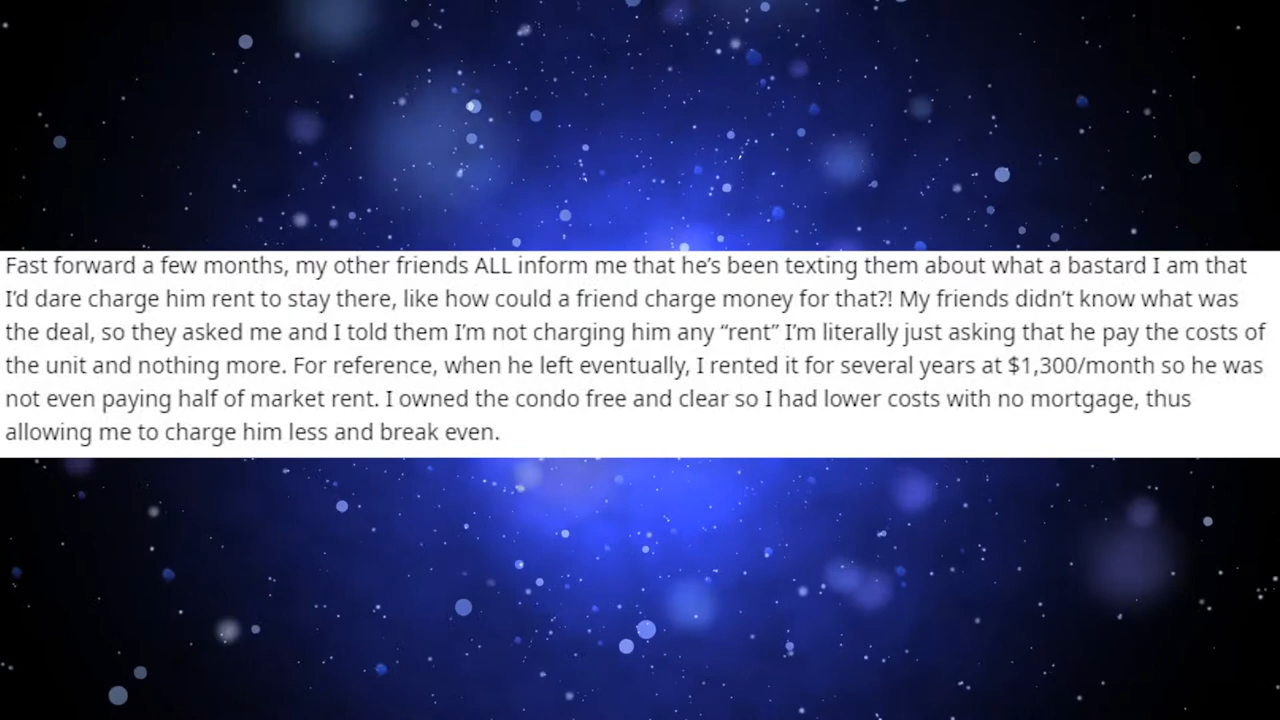 Fast forward a few months, my other friends ALL inform me that he’s been texting them about what a bastard I am that
I’d dare charge him rent to stay there, like how could a friend charge money for that?! My friends didn’t know what was
the deal, so they asked me and I told them I’m not charging him any “rent” I’m literally just asking that he pay the costs of
the unit and nothing more. For reference, when he left eventually, I rented it for several years at $1,300/month so he was
not even paying half of market rent. I owned the condo free and clear so I had lower costs with no mortgage, thus
allowing me to charge him less and break even.